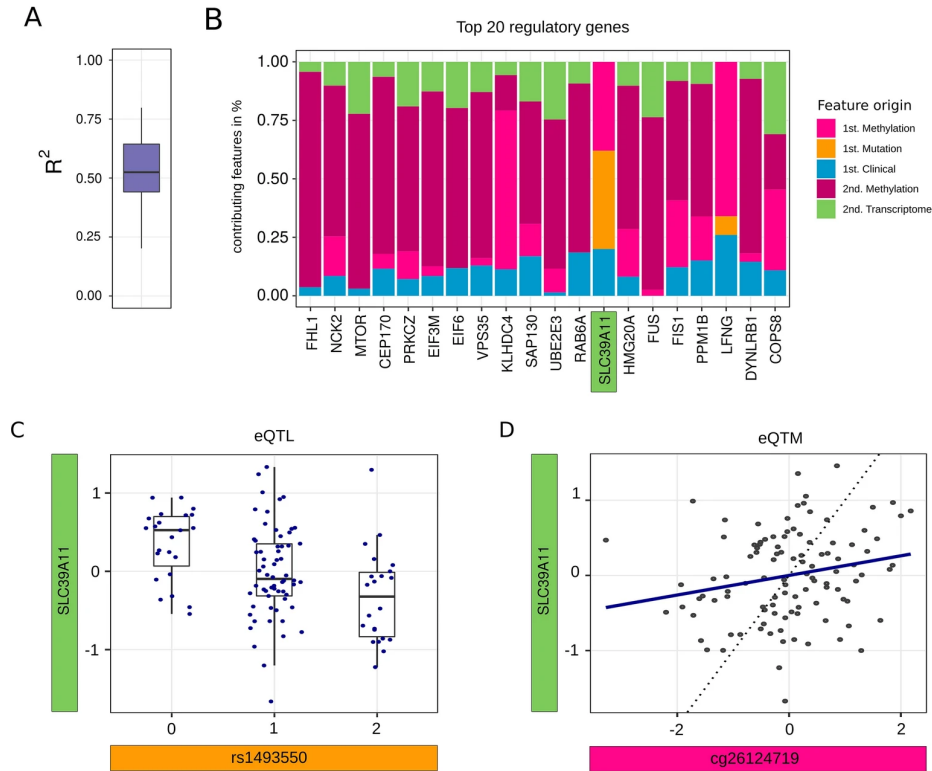 A
R2
1.00
0.75
0.50
0.25
0.00
B
Top 20 regulatory genes
contributing features in %
1.00
0.75
0.50
0.25
0.00
FHL1
NCK2
MTOR
CEP170
PRKCZ
EIF3M
EIF6
VPS35
KLHDC4
SAP130
UBE2E3
RAB6A
SLC39A11
HMG20A
FUS
FIS1
PPM1B
LFNG
DYNLRB1
COPS8
Feature origin
1st. Methylation
1st. Mutation
1st. Clinical
2nd. Methylation
2nd. Transcriptome
C
eQTL
SLC39A11
1
0
-1
0 1 2
rs1493550
D
eQTM
SLC39A11
1
0
-1
-2 0 2
cg26124719